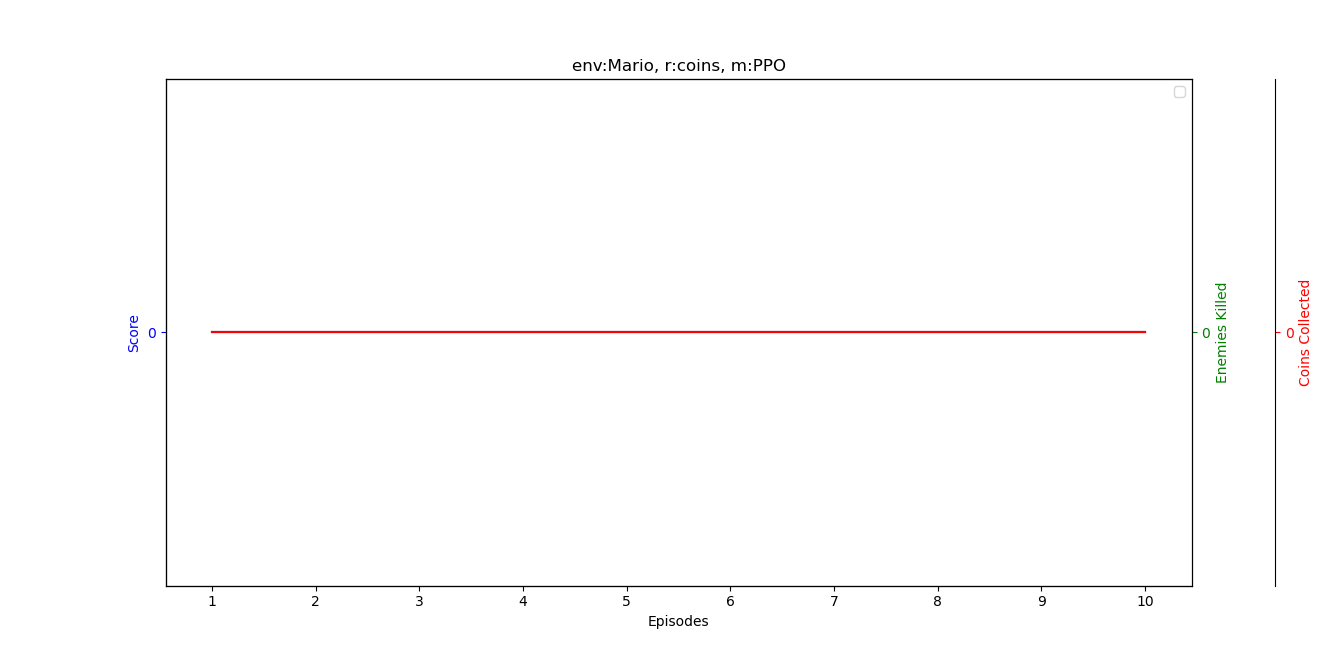 env:Mario, r:coins, m:PPO
Score
0
0
Enemies Killed
0
Coins Collected
1 2 3 4 5 6 7 8 9 10
Episodes